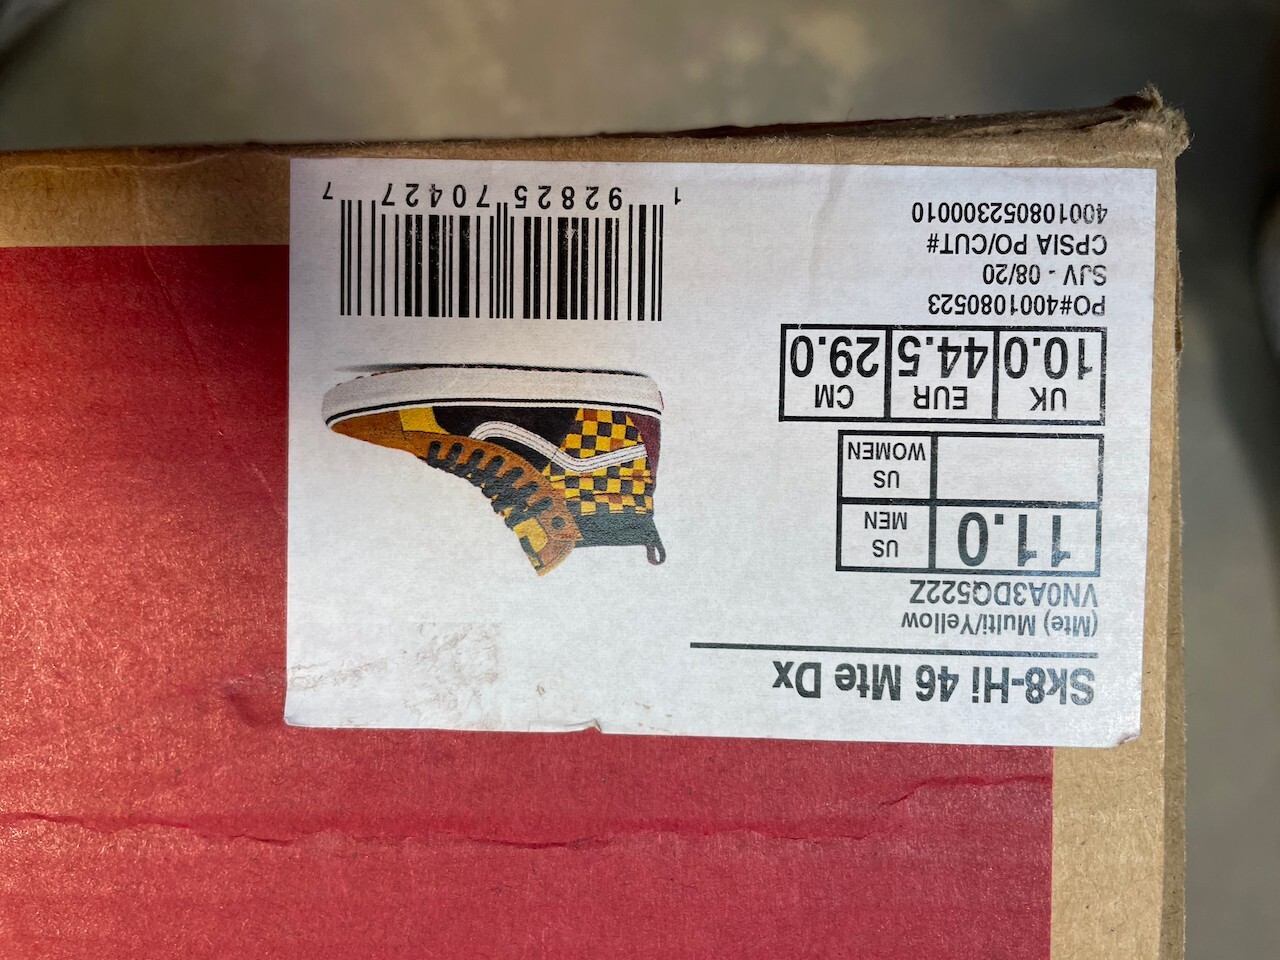 Sk8-Hi 46 Mte Dx
(Mte) Multi/Yellow
VN0A3DQ522Z
US MEN 11.0
US WOMEN
UK EUR CM
10.0 44.5 29.0
PO#4001080523
SJV - 08/20
CPSIA PO/CUT#
400108052300010
1 92825 70427 7